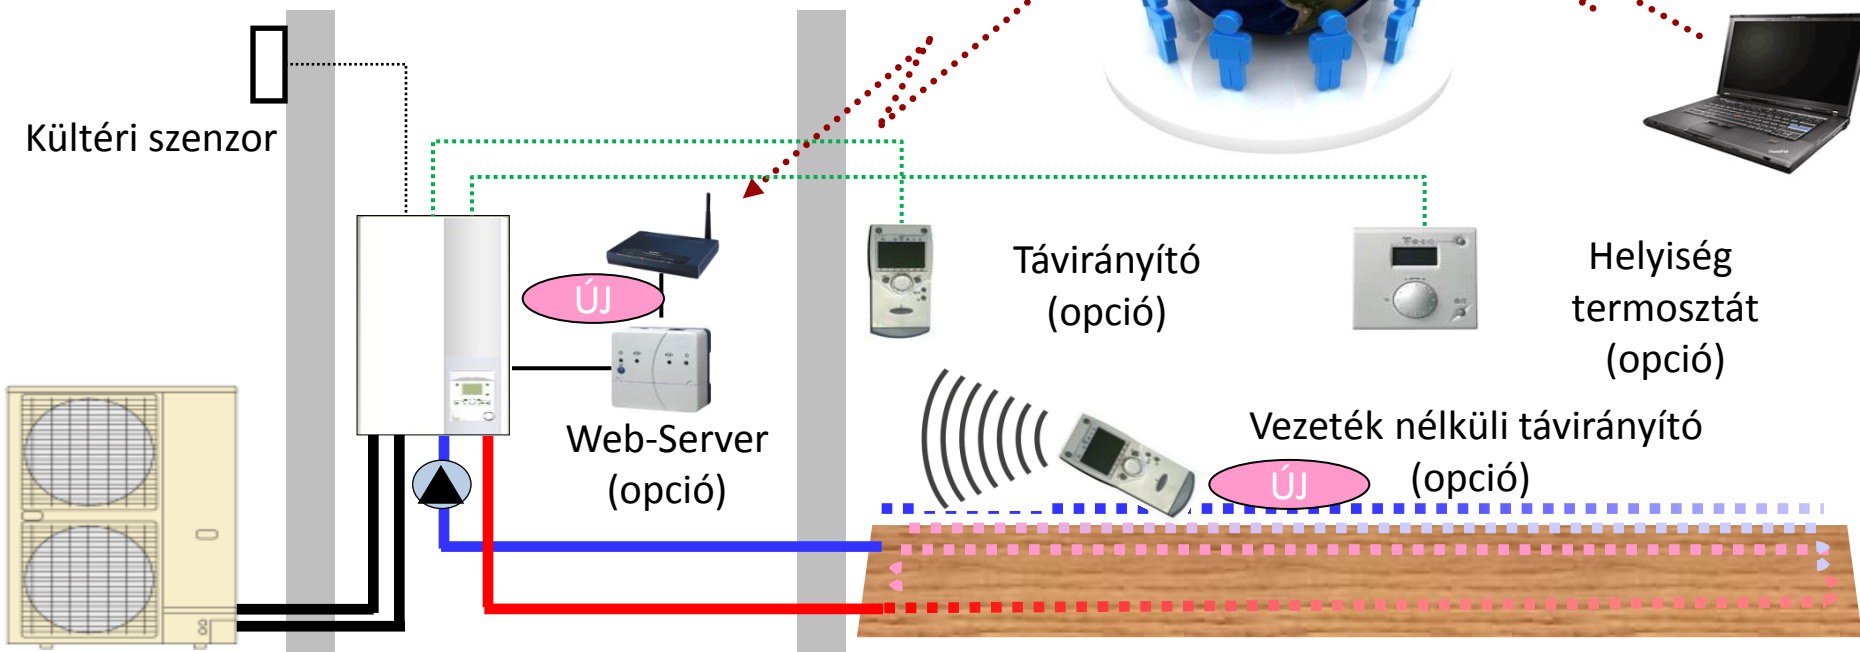 Kültéri szenzor
ÚJ
Web-Server
(opció)
Távirányító
(opció)
Helyiség
termosztát
(opció)
Vezeték nélküli távirányító
(opció)
ÚJ